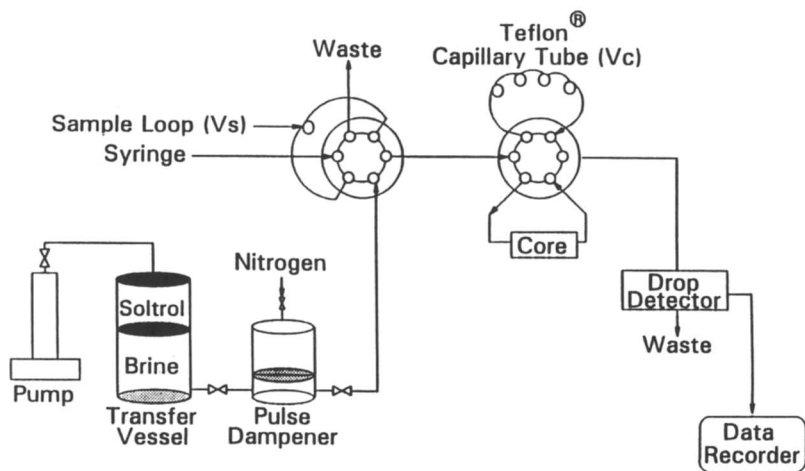 Teflon®
Capillary Tube (Vc)
Waste
Sample Loop (Vs)
Syringe
Core
Nitrogen
Soltrol
Drop
Detector
Brine
Waste
Pump
Transfer
Vessel
Pulse
Dampener
Data
Recorder